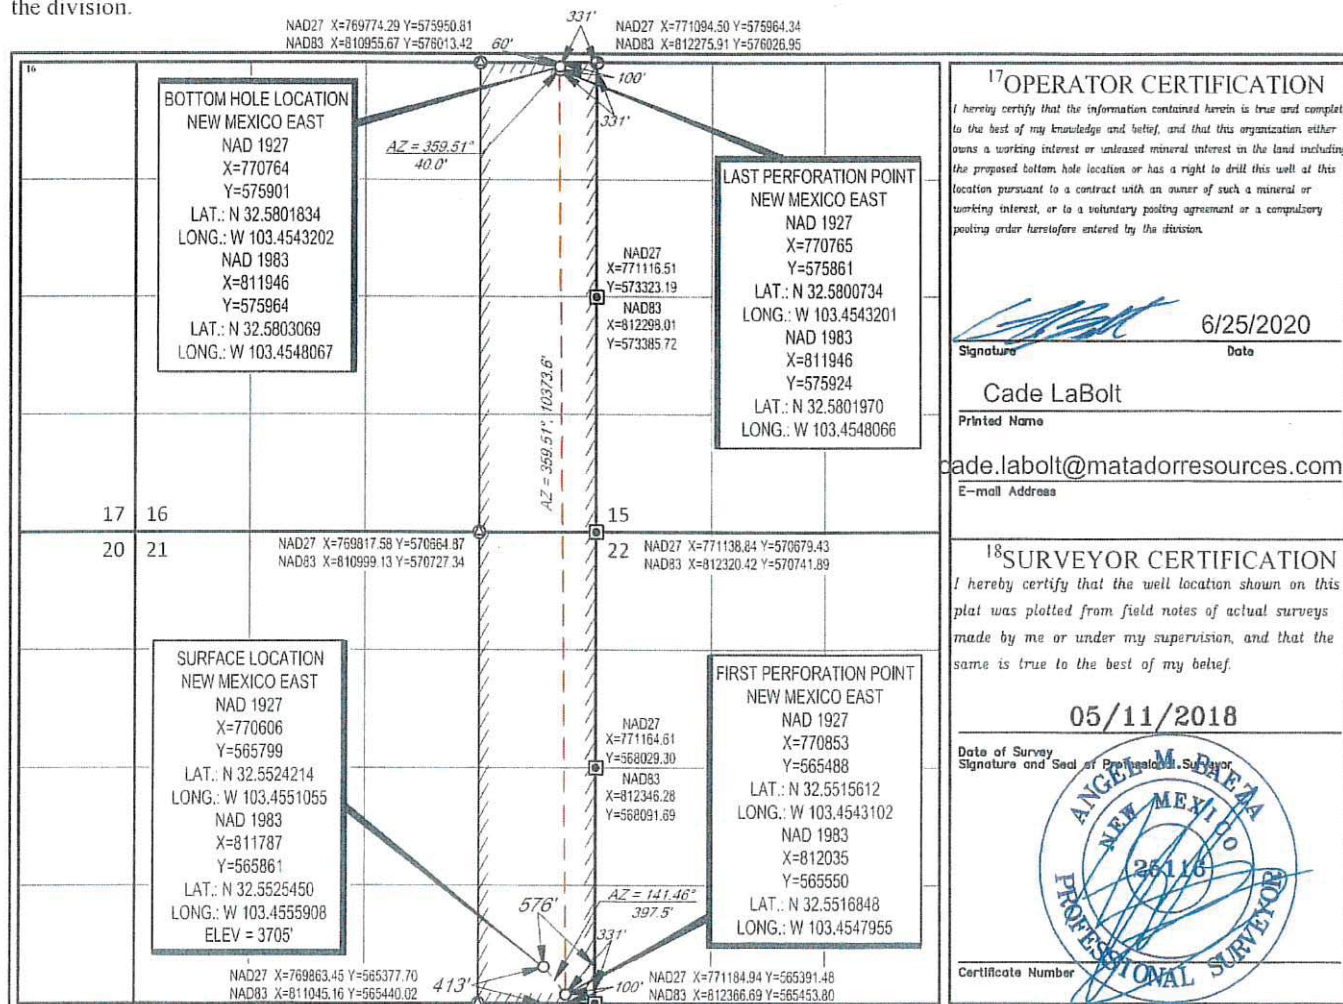 the division.
NAD27 X=769774.29 Y=575950.81
NAD83 X=810955.67 Y=576013.42
60'
331'
NAD27 X=771094.50 Y=575964.34
NAD83 X=812275.91 Y=576026.95
16
100'
331'
AZ = 359.51°
40.0'
BOTTOM HOLE LOCATION
NEW MEXICO EAST
NAD 1927
X=770764
Y=575901
LAT.: N 32.5801834
LONG.: W 103.4543202
NAD 1983
X=811946
Y=575964
LAT.: N 32.5803069
LONG.: W 103.4548067
LAST PERFORATION POINT
NEW MEXICO EAST
NAD 1927
X=770765
Y=575861
LAT.: N 32.5800734
LONG.: W 103.4543201
NAD 1983
X=811946
Y=575924
LAT.: N 32.5801970
LONG.: W 103.4548066
NAD27
X=771116.51
Y=573323.19
NAD83
X=812298.01
Y=573385.72
AZ = 359.51°, 10373.6'
17 16
20 21
15
22
NAD27 X=769817.58 Y=570664.87
NAD83 X=810999.13 Y=570727.34
NAD27 X=771138.84 Y=570679.43
NAD83 X=812320.42 Y=570741.89
SURFACE LOCATION
NEW MEXICO EAST
NAD 1927
X=770606
Y=565799
LAT.: N 32.5524214
LONG.: W 103.4551055
NAD 1983
X=811787
Y=565861
LAT.: N 32.5525450
LONG.: W 103.4555908
ELEV = 3705'
NAD27
X=771164.61
Y=568029.30
NAD83
X=812346.28
Y=568091.69
FIRST PERFORATION POINT
NEW MEXICO EAST
NAD 1927
X=770853
Y=565488
LAT.: N 32.5515612
LONG.: W 103.4543102
NAD 1983
X=812035
Y=565550
LAT.: N 32.5516848
LONG.: W 103.4547955
AZ = 141.46°
397.5'
576'
331'
413'
100'
NAD27 X=769863.45 Y=565377.70
NAD83 X=811045.16 Y=565440.02
NAD27 X=771184.94 Y=565391.48
NAD83 X=812366.69 Y=565453.80
17OPERATOR CERTIFICATION
I hereby certify that the information contained herein is true and complet
to the best of my knowledge and belief, and that this organization either
owns a working interest or unleased mineral interest in the land including
the proposed bottom hole location or has a right to drill this well at this
location pursuant to a contract with an owner of such a mineral or
working interest, or to a voluntary pooling agreement or a compulsory
pooling order heretofore entered by the division.
6/25/2020
Signature Date
Cade LaBolt
Printed Name
cade.labolt@matadorresources.com
E-mail Address
18SURVEYOR CERTIFICATION
I hereby certify that the well location shown on this
plat was plotted from field notes of actual surveys
made by me or under my supervision, and that the
same is true to the best of my belief.
05/11/2018
Date of Survey
Signature and Seal of Professional Surveyor
ANGEL M. BAEZA
NEW MEXICO
25116
PROFESSIONAL SURVEYOR
Certificate Number